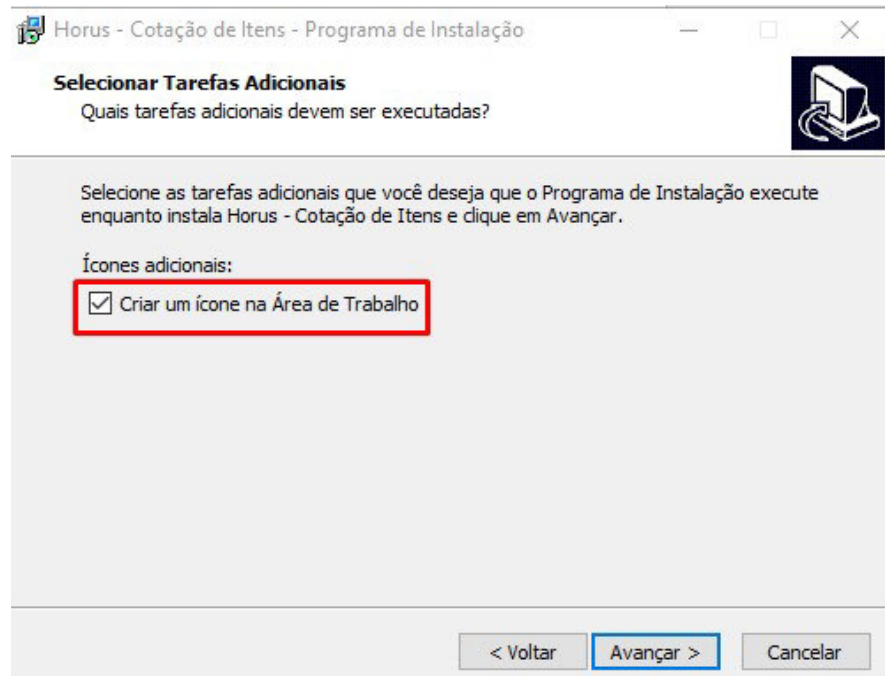 Horus - Cotação de Itens - Programa de Instalação
Selecionar Tarefas Adicionais
Quais tarefas adicionais devem ser executadas?
Selecione as tarefas adicionais que você deseja que o Programa de Instalação execute
enquanto instala Horus - Cotação de Itens e clique em Avançar.
Ícones adicionais:
Criar um ícone na Área de Trabalho
< Voltar
Avançar >
Cancelar